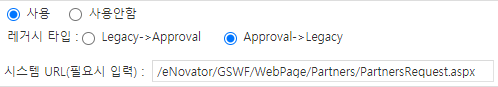 사용 사용안함
레거시 타입 : Legacy->Approval Approval->Legacy
시스템 URL(필요시 입력) : /eNovator/GSWF/WebPage/Partners/PartnersRequest.aspx